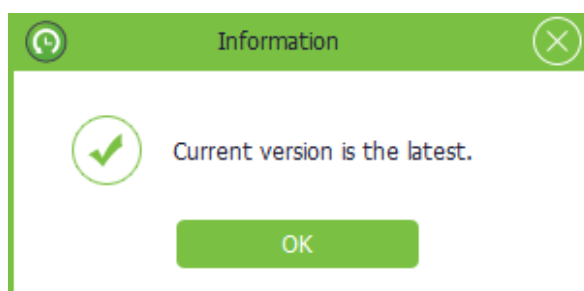 Information
Current version is the latest.
OK